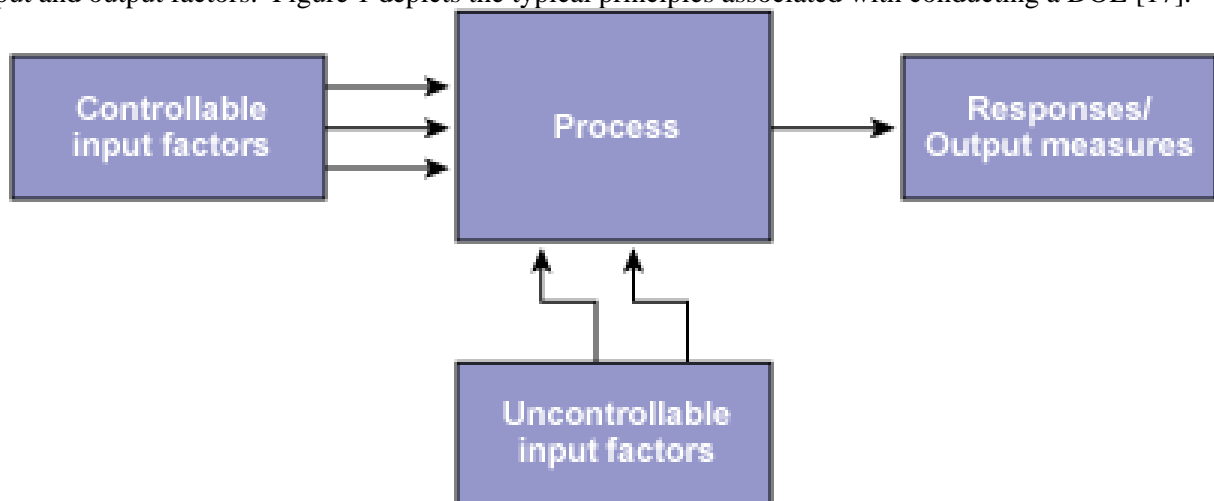 put and output factors. Figure 1 depicts the typical principles associated with conducting a DOE [17].
Controllable
input factors
Process
Responses/
Output measures
Uncontrollable
input factors